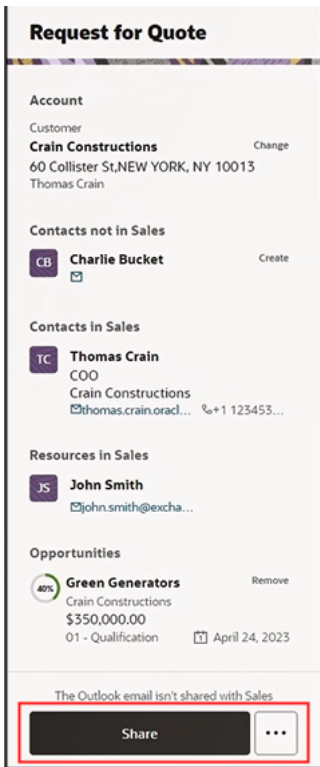 Request for Quote
Account
Customer
Crain Constructions Change
60 Collister St,NEW YORK, NY 10013
Thomas Crain
Contacts not in Sales
CB Charlie Bucket Create
Contacts in Sales
TC Thomas Crain
COO
Crain Constructions
thomas.crain.oracl... +1 123453...
Resources in Sales
JS John Smith
john.smith@excha...
Opportunities
40% Green Generators Remove
Crain Constructions
$350,000.00
01 - Qualification April 24, 2023
The Outlook email isn't shared with Sales
Share ...